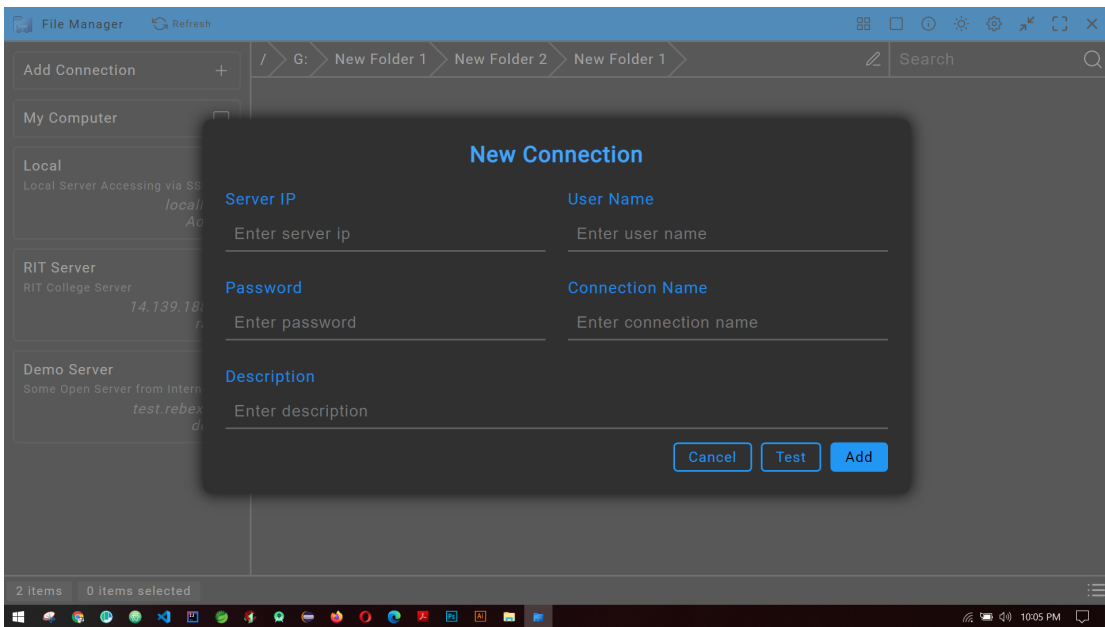 File Manager Refresh
Add Connection
/ G: New Folder 1 New Folder 2 New Folder 1 Search
My Computer
Local
Local Server Accessing via SS
locall
Ad
RIT Server
RIT College Server
14.139.188
r
Demo Server
Some Open Server from Intern
test.rebex
d
New Connection
Server IP User Name
Enter server ip Enter user name
Password Connection Name
Enter password Enter connection name
Description
Enter description
Cancel Test Add
2 items 0 items selected
10:05 PM